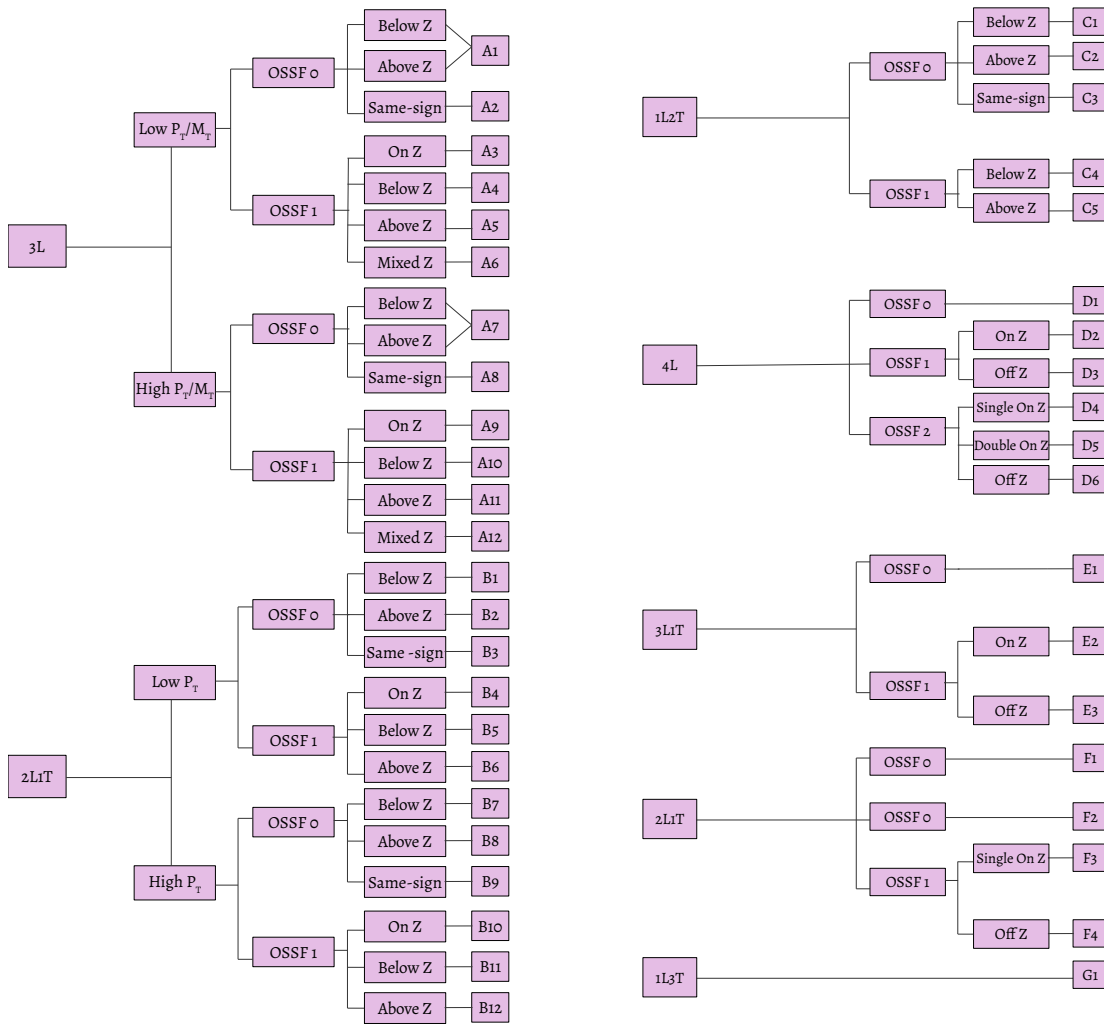 3L
Low P_T/M_T
OSSF 0
Below Z
Above Z
A1
Same-sign
A2
OSSF 1
On Z
A3
Below Z
A4
Above Z
A5
Mixed Z
A6
High P_T/M_T
OSSF 0
Below Z
Above Z
A7
Same-sign
A8
OSSF 1
On Z
A9
Below Z
A10
Above Z
A11
Mixed Z
A12
2L1T
Low P_T
OSSF 0
Below Z
B1
Above Z
B2
Same -sign
B3
OSSF 1
On Z
B4
Below Z
B5
Above Z
B6
High P_T
OSSF 0
Below Z
B7
Above Z
B8
Same-sign
B9
OSSF 1
On Z
B10
Below Z
B11
Above Z
B12
1L2T
OSSF 0
Below Z
C1
Above Z
C2
Same-sign
C3
OSSF 1
Below Z
C4
Above Z
C5
4L
OSSF 0
D1
OSSF 1
On Z
D2
Off Z
D3
OSSF 2
Single On Z
D4
Double On Z
D5
Off Z
D6
3L1T
OSSF 0
E1
OSSF 1
On Z
E2
Off Z
E3
2L1T
OSSF 0
F1
OSSF 0
F2
OSSF 1
Single On Z
F3
Off Z
F4
1L3T
G1